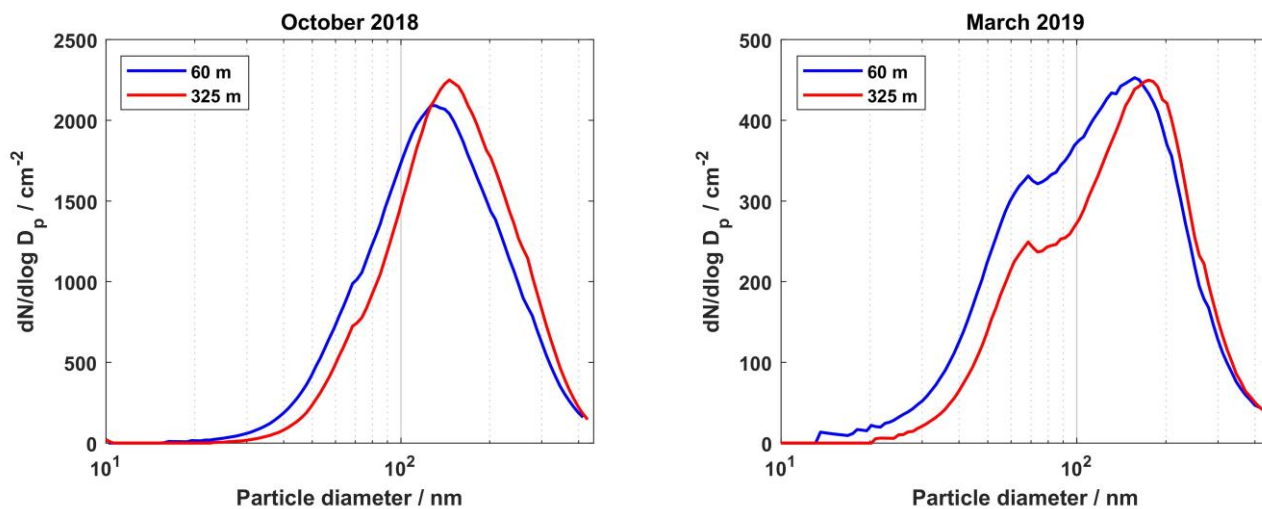 October 2018
2500
2000
1500
1000
500
0
60 m
325 m
dN/dlog Dp / cm-2
10^1
10^2
Particle diameter / nm
March 2019
500
400
300
200
100
0
60 m
325 m
dN/dlog Dp / cm-2
10^1
10^2
Particle diameter / nm